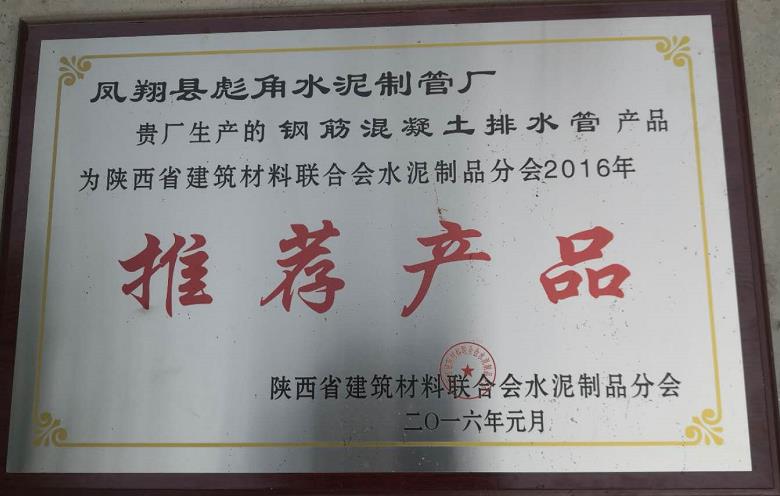 凤翔县彪角水泥制管厂
贵厂生产的 钢筋混凝土排水管 产品
为陕西省建筑材料联合会水泥制品分会2016年
推荐产品
陕西省建筑材料联合会水泥制品分会
二〇一六年元月